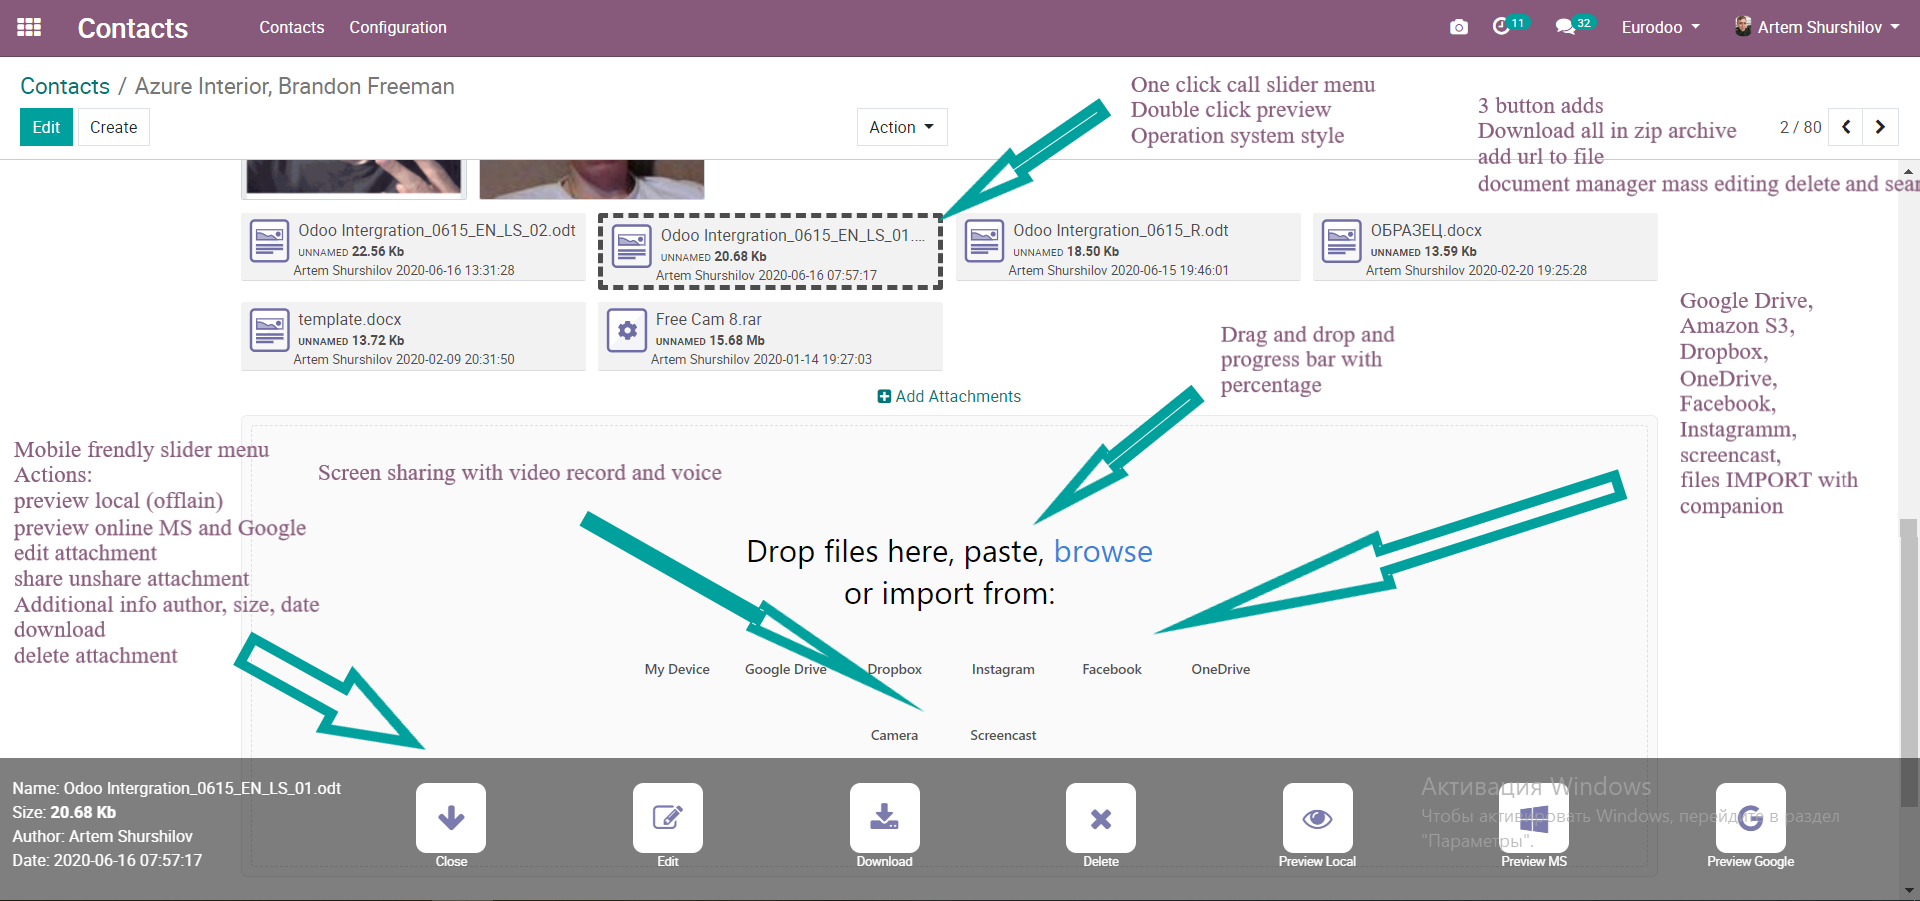 Contacts
Contacts
Configuration
11
32
Eurodoo
Artem Shurshilov
Contacts / Azure Interior, Brandon Freeman
Edit
Create
Action
2 / 80
One click call slider menu
Double click preview
Operation system style
3 button adds
Download all in zip archive
add url to file
document manager mass editing delete and sear
Odoo Intergration_0615_EN_LS_02.odt
UNNAMED 22.56 Kb
Artem Shurshilov 2020-06-16 13:31:28
Odoo Intergration_0615_EN_LS_01....
UNNAMED 20.68 Kb
Artem Shurshilov 2020-06-16 07:57:17
Odoo Intergration_0615_R.odt
UNNAMED 18.50 Kb
Artem Shurshilov 2020-06-15 19:46:01
ОБРАЗЕЦ.docx
UNNAMED 13.59 Kb
Artem Shurshilov 2020-02-20 19:25:28
template.docx
UNNAMED 13.72 Kb
Artem Shurshilov 2020-02-09 20:31:50
Free Cam 8.rar
UNNAMED 15.68 Mb
Artem Shurshilov 2020-01-14 19:27:03
Add Attachments
Drag and drop and
progress bar with
percentage
Google Drive,
Amazon S3,
Dropbox,
OneDrive,
Facebook,
Instagramm,
screencast,
files IMPORT with
companion
Mobile frendly slider menu
Actions:
preview local (offlain)
preview online MS and Google
edit attachment
share unshare attachment
Additional info author, size, date
download
delete attachment
Screen sharing with video record and voice
Drop files here, paste, browse
or import from:
My Device
Google Drive
Dropbox
Instagram
Facebook
OneDrive
Camera
Screencast
Name: Odoo Intergration_0615_EN_LS_01.odt
Size: 20.68 Kb
Author: Artem Shurshilov
Date: 2020-06-16 07:57:17
Close
Edit
Download
Delete
Preview Local
Preview MS
Preview Google
Активация Windows
Чтобы активировать Windows, перейдите в раздел
"Параметры".